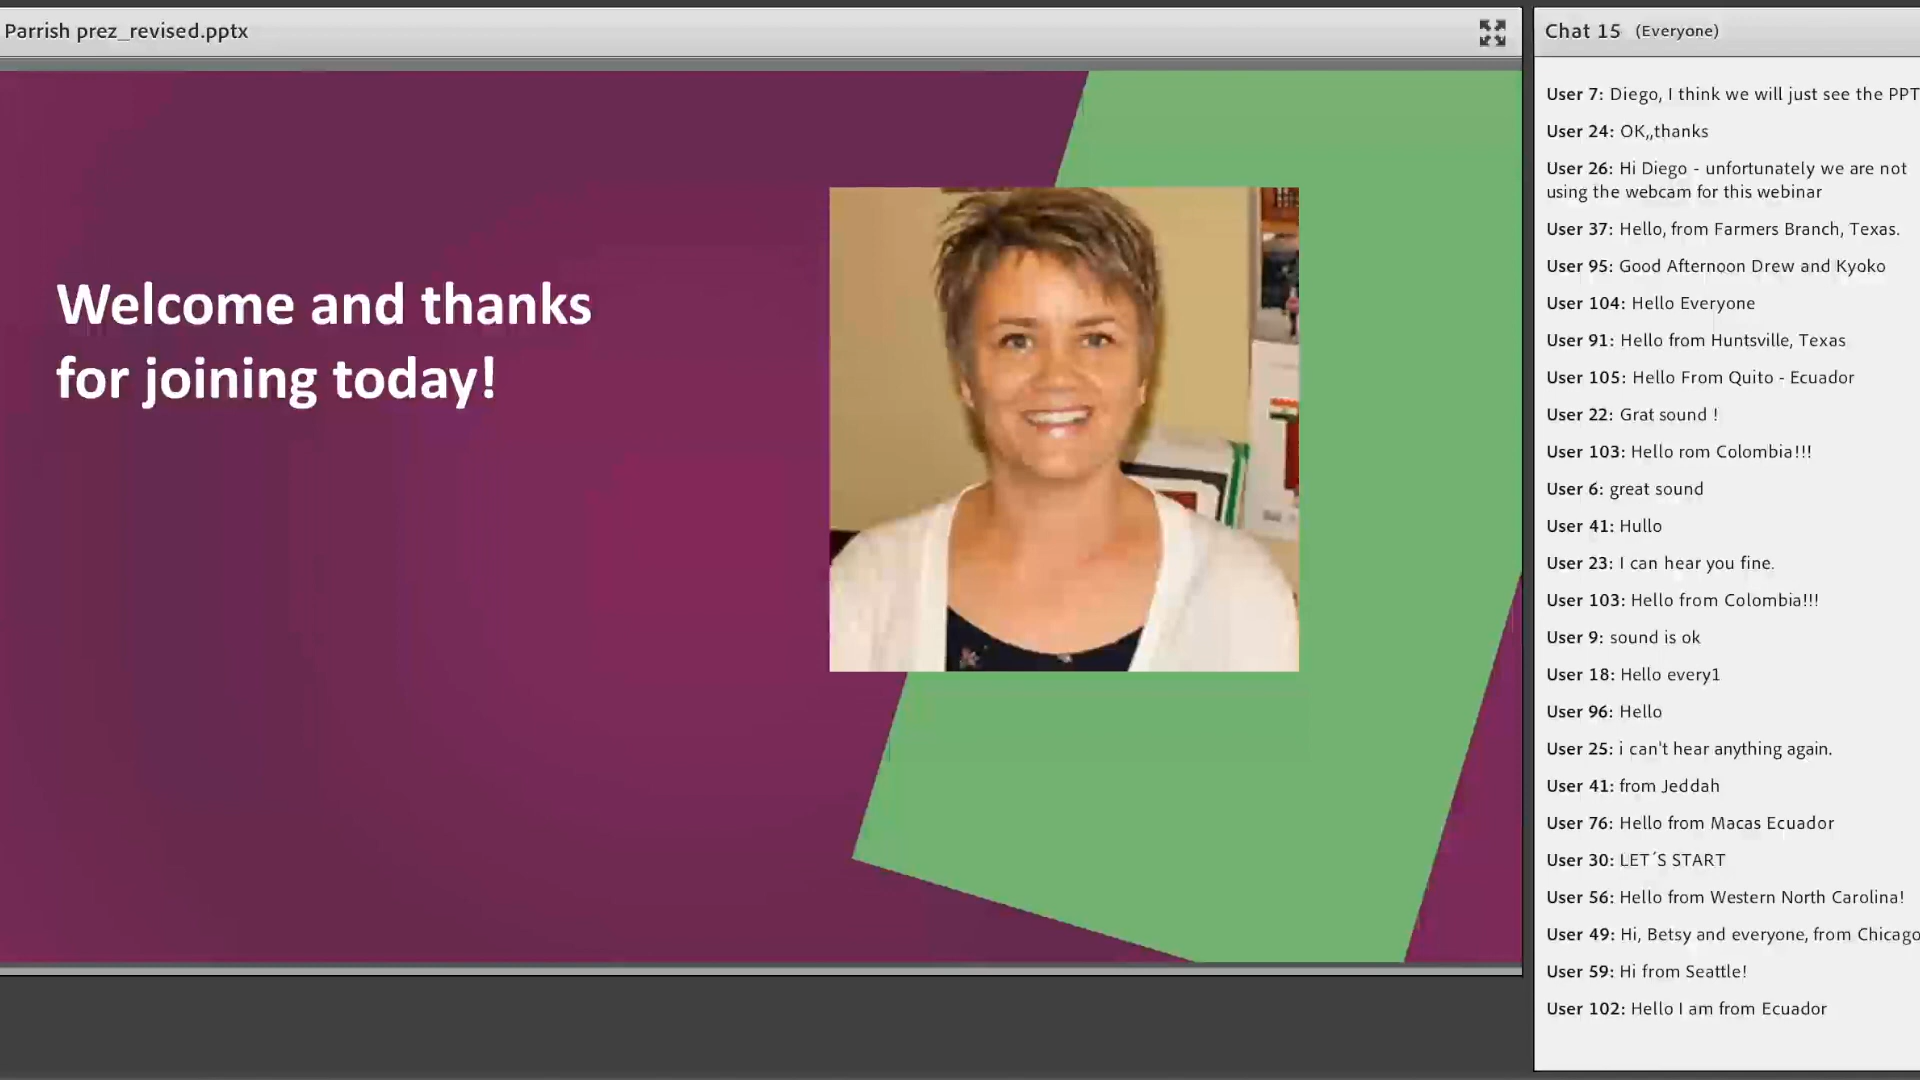 Parrish prez_revised.pptx
Welcome and thanks
for joining today!
Chat 15 (Everyone)
User 7: Diego, I think we will just see the PPT
User 24: OK,,thanks
User 26: Hi Diego - unfortunately we are not
using the webcam for this webinar
User 37: Hello, from Farmers Branch, Texas.
User 95: Good Afternoon Drew and Kyoko
User 104: Hello Everyone
User 91: Hello from Huntsville, Texas
User 105: Hello From Quito - Ecuador
User 22: Grat sound !
User 103: Hello rom Colombia!!!
User 6: great sound
User 41: Hullo
User 23: I can hear you fine.
User 103: Hello from Colombia!!!
User 9: sound is ok
User 18: Hello every1
User 96: Hello
User 25: i can't hear anything again.
User 41: from Jeddah
User 76: Hello from Macas Ecuador
User 30: LET´S START
User 56: Hello from Western North Carolina!
User 49: Hi, Betsy and everyone, from Chicago
User 59: Hi from Seattle!
User 102: Hello I am from Ecuador